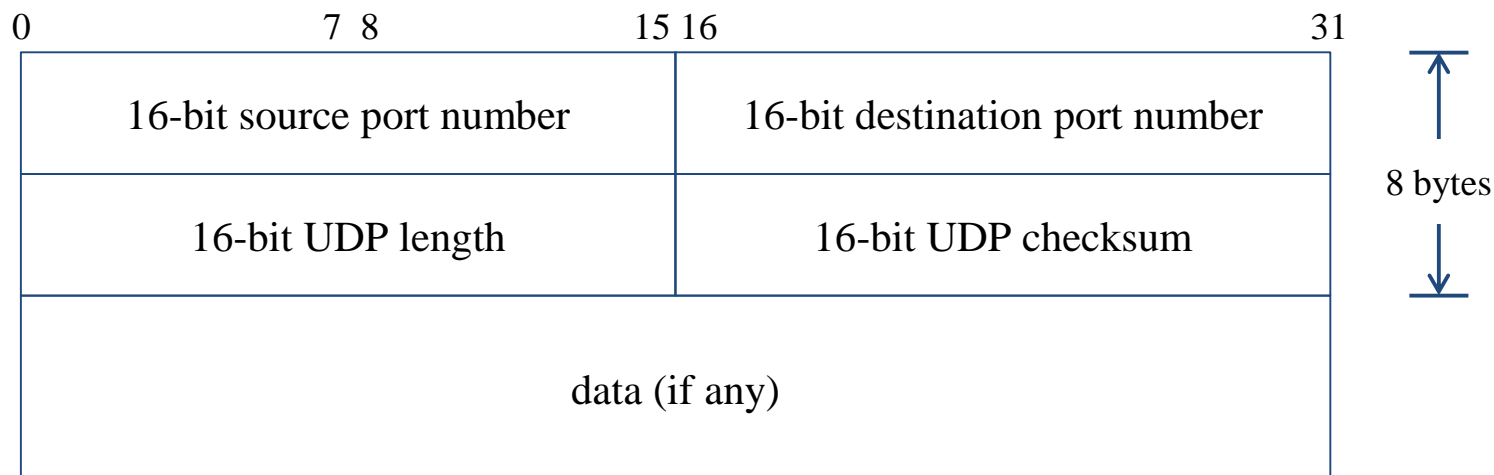 0 7 8 15 16 31
16-bit source port number 16-bit destination port number
8 bytes
16-bit UDP length 16-bit UDP checksum
data (if any)